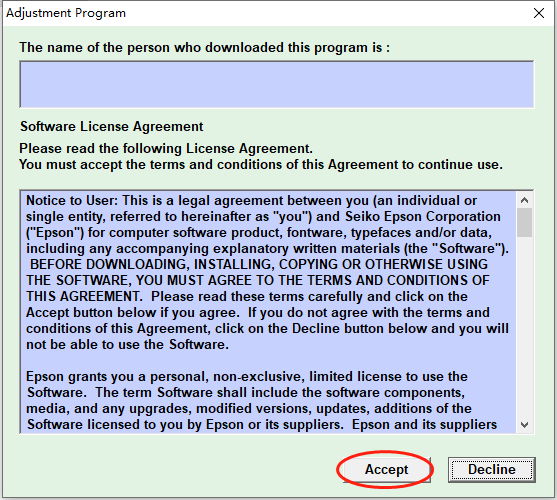 Adjustment Program
The name of the person who downloaded this program is :
Software License Agreement
Please read the following License Agreement.
You must accept the terms and conditions of this Agreement to continue use.
Notice to User: This is a legal agreement between you (an individual or
single entity, referred to hereinafter as "you") and Seiko Epson Corporation
("Epson") for computer software product, fontware, typefaces and/or data,
including any accompanying explanatory written materials (the "Software").
BEFORE DOWNLOADING, INSTALLING, COPYING OR OTHERWISE USING
THE SOFTWARE, YOU MUST AGREE TO THE TERMS AND CONDITIONS OF
THIS AGREEMENT.  Please read these terms carefully and click on the
Accept button below if you agree.  If you do not agree with the terms and
conditions of this Agreement, click on the Decline button below and you will
not be able to use the Software.
Epson grants you a personal, non-exclusive, limited license to use the
Software.  The term Software shall include the software components,
media, and any upgrades, modified versions, updates, additions of the
Software licensed to you by Epson or its suppliers.  Epson and its suppliers
Accept
Decline